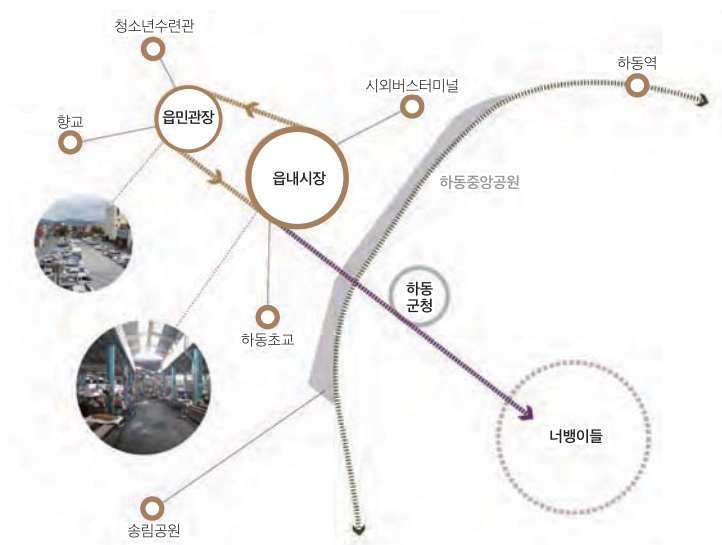 청소년수련관
하동역
시외버스터미널
읍민관장
향교
읍내시장
하동중앙공원
하동
군청
하동초교
너뱅이들
송림공원